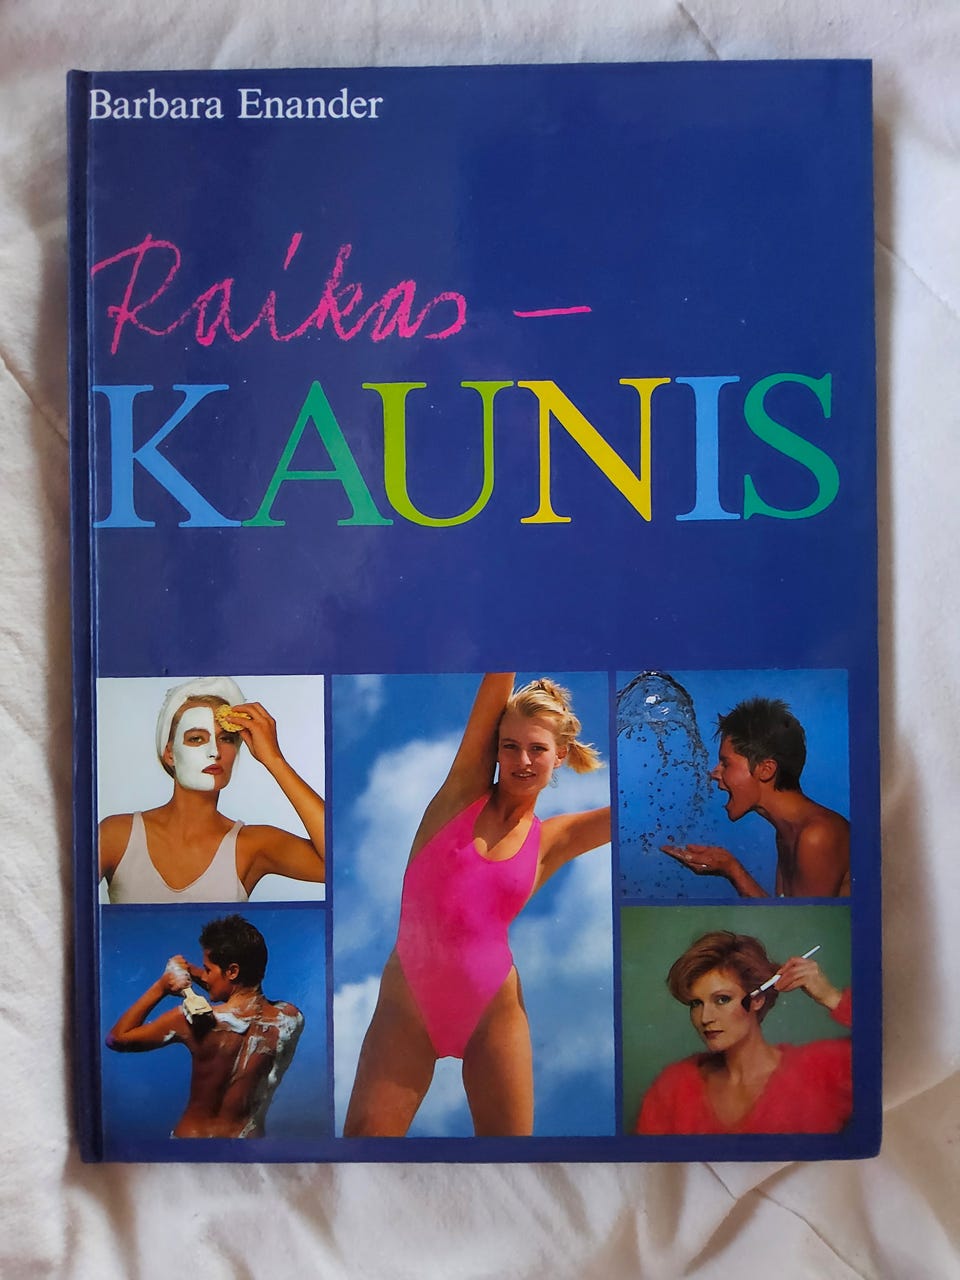 Barbara Enander
Raikas –
KAUNIS